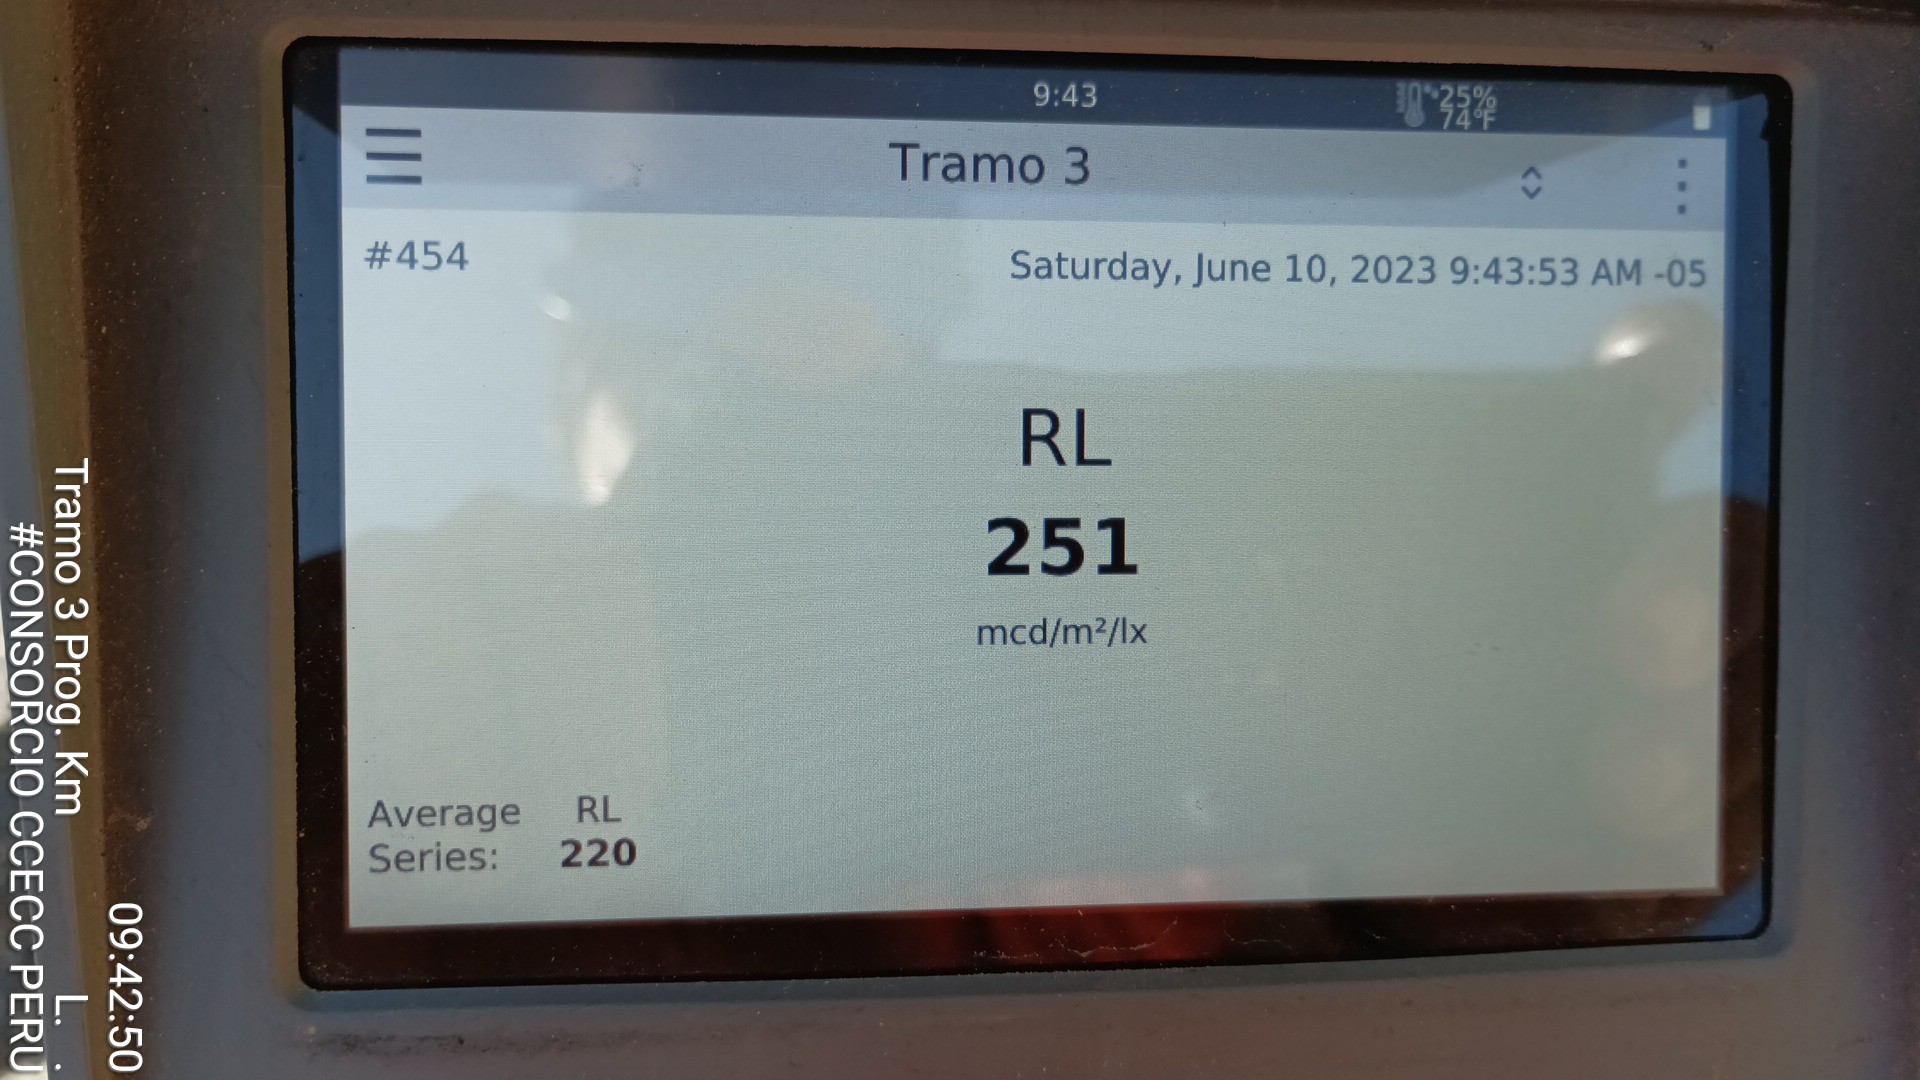 9:43
25%
74°F
Tramo 3
#454
Saturday, June 10, 2023 9:43:53 AM -05
RL
251
mcd/m²/lx
Average RL
Series: 220
09:42:50
Tramo 3 Prog. Km L. .
#CONSORCIO CCECC PERU